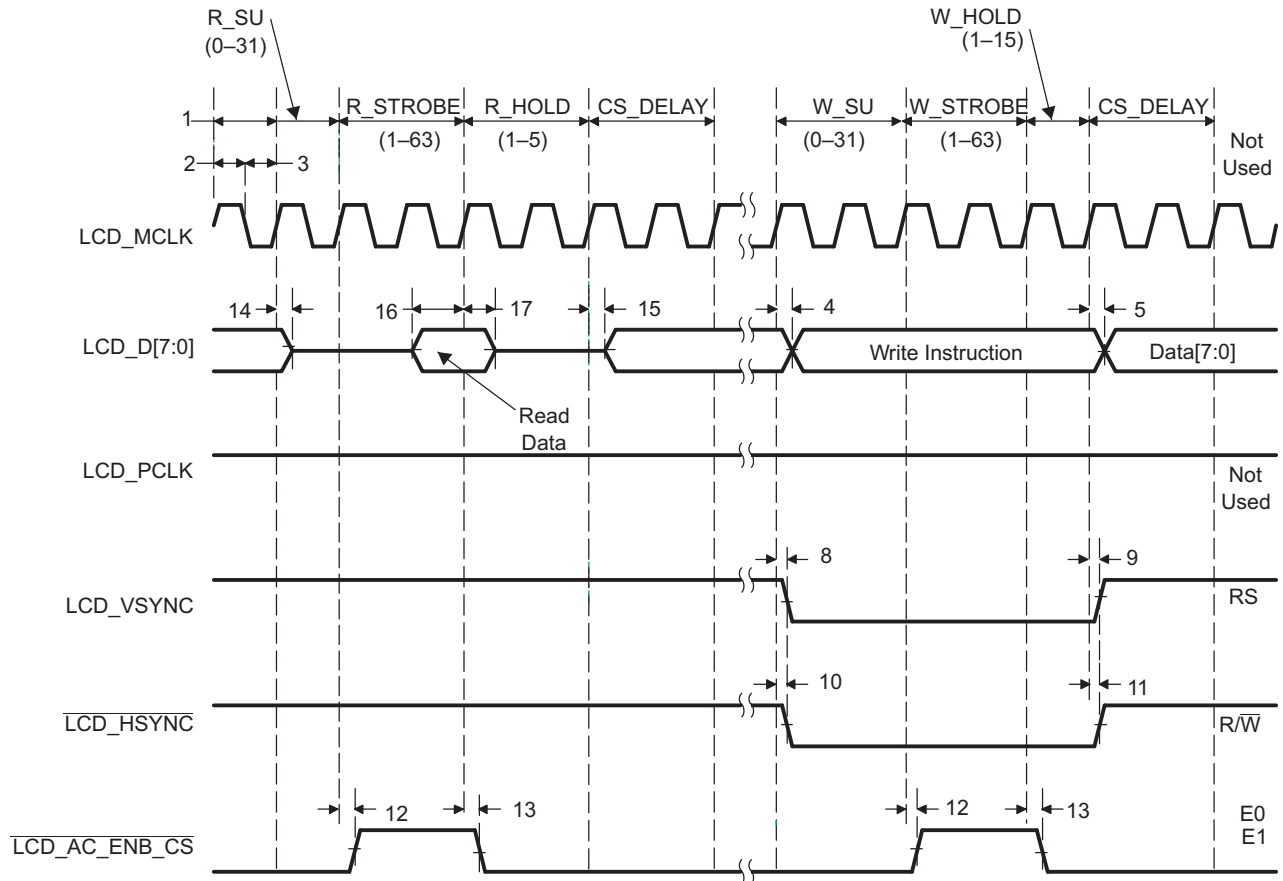 R_SU
(0–31)
W_HOLD
(1–15)
1
R_STROBE
R_HOLD
CS_DELAY
W_SU
W_STROBE
CS_DELAY
(1–63)
(1–5)
(0–31)
(1–63)
Not
Used
2
3
LCD_MCLK
14
16
17
15
4
5
LCD_D[7:0]
Write Instruction
Data[7:0]
Read
Data
LCD_PCLK
Not
Used
8
9
LCD_VSYNC
RS
10
11
LCD_HSYNC
R/W
12
13
12
13
E0
E1
LCD_AC_ENB_CS